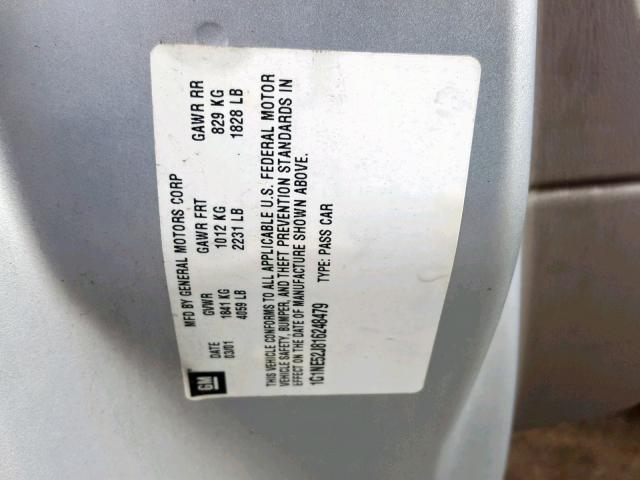 MFD BY GENERAL MOTORS CORP
DATE GVWR GAWR FRT GAWR RR
03/01 1841 KG 1012 KG 829 KG
4059 LB 2231 LB 1828 LB
GM
THIS VEHICLE CONFORMS TO ALL APPLICABLE U.S. FEDERAL MOTOR
VEHICLE SAFETY, BUMPER, AND THEFT PREVENTION STANDARDS IN
EFFECT ON THE DATE OF MANUFACTURE SHOWN ABOVE.
1G1NE52J816248479 TYPE: PASS CAR